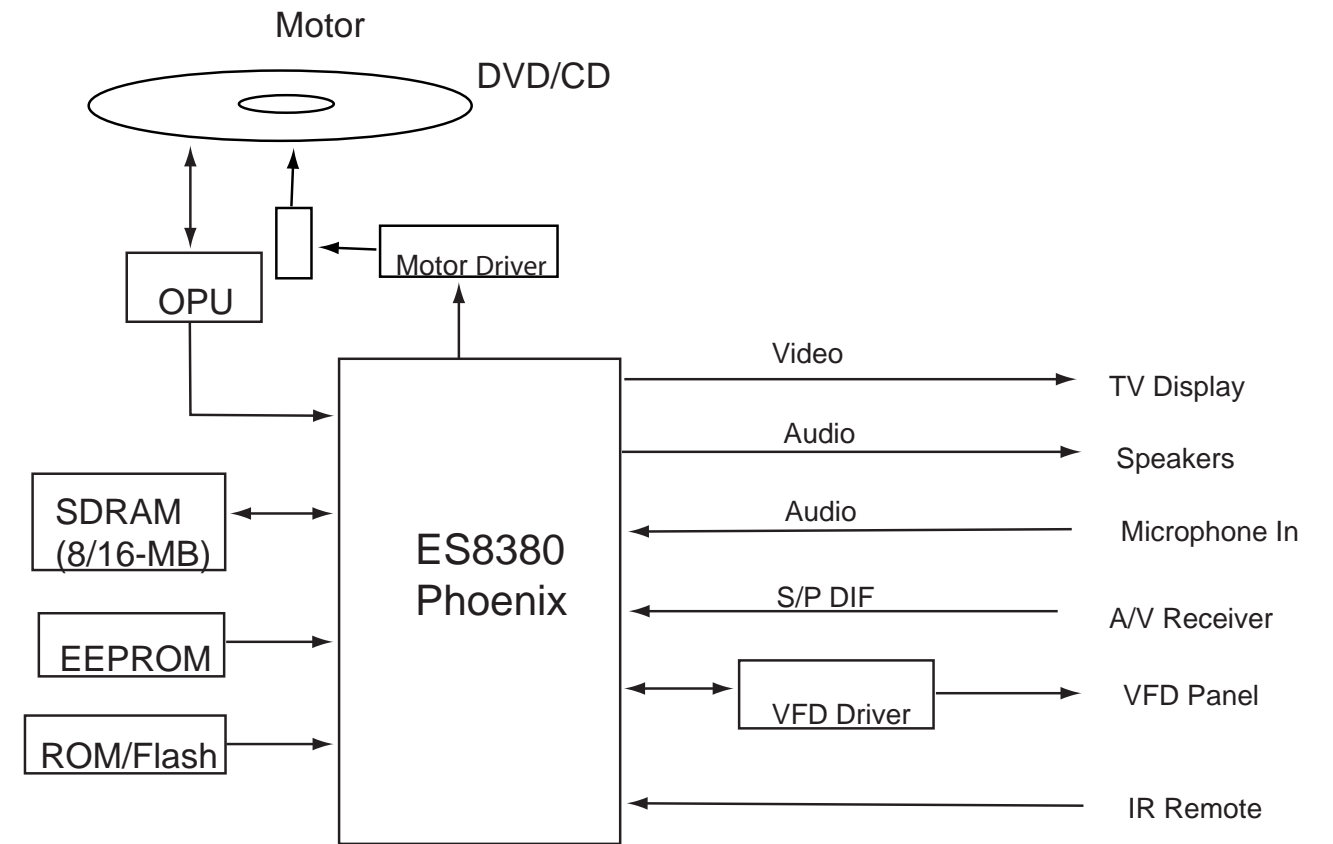 Motor
DVD/CD
Motor Driver
OPU
Video
TV Display
Audio
Speakers
SDRAM
(8/16-MB)
Audio
Microphone In
ES8380
Phoenix
S/P DIF
A/V Receiver
EEPROM
VFD Driver
VFD Panel
ROM/Flash
IR Remote